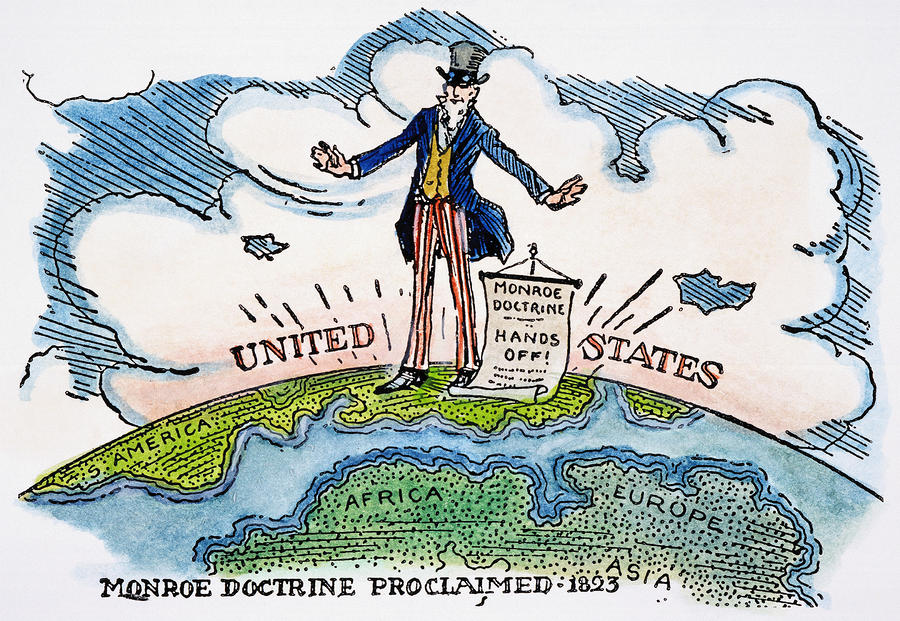 MONROE
DOCTRINE
HANDS
OFF!
UNITED STATES
S. AMERICA
AFRICA
EUROPE
ASIA
MONROE DOCTRINE PROCLAIMED·1823